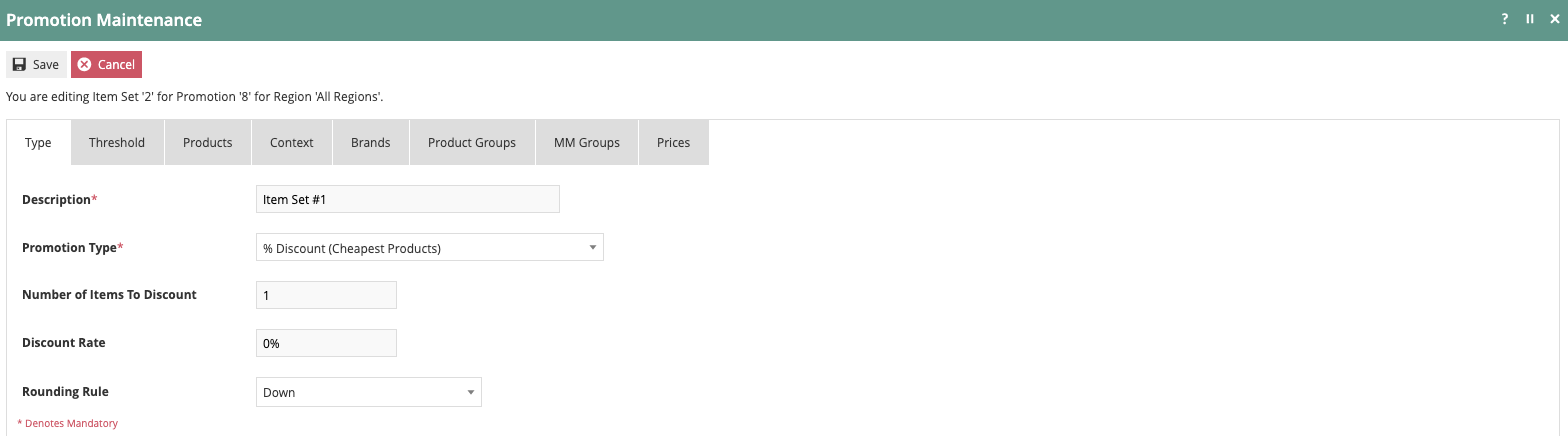 Promotion Maintenance
?
Save Cancel
You are editing Item Set '2' for Promotion '8' for Region 'All Regions'.
Type Threshold Products Context Brands Product Groups MM Groups Prices
Description* Item Set #1
Promotion Type* % Discount (Cheapest Products)
Number of Items To Discount 1
Discount Rate 0%
Rounding Rule Down
* Denotes Mandatory